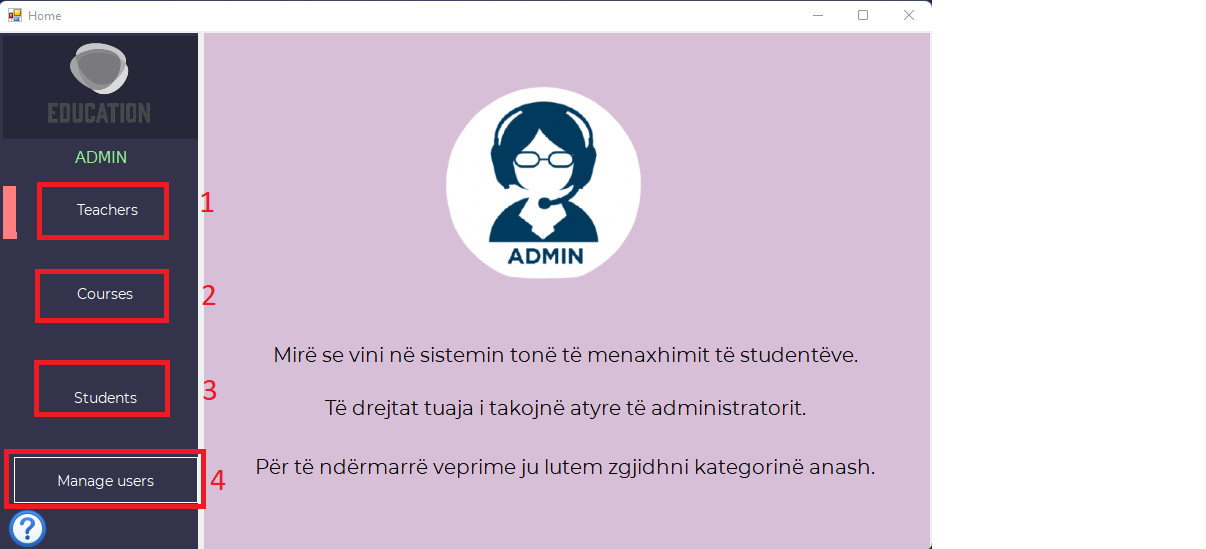 Home
EDUCATION
ADMIN
Teachers
1
Courses
2
Students
3
Manage users
4
?
ADMIN
Mirë se vini në sistemin tonë të menaxhimit të studentëve.
Të drejtat tuaja i takojnë atyre të administratorit.
Për të ndërmarrë veprime ju lutem zgjidhni kategorinë anash.